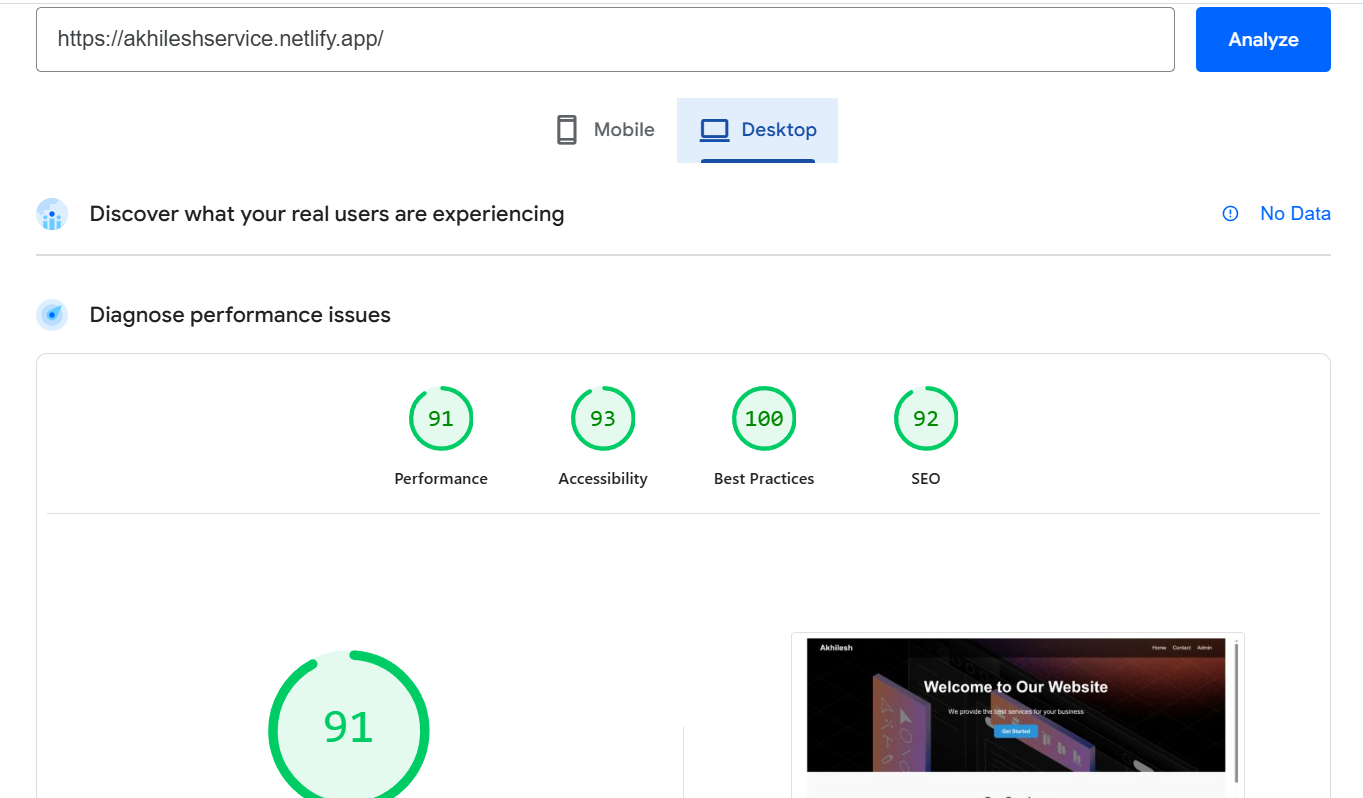 https://akhileshservice.netlify.app/
Analyze
Mobile
Desktop
Discover what your real users are experiencing
No Data
Diagnose performance issues
91
93
100
92
Performance
Accessibility
Best Practices
SEO
91
Akhilesh
Home Contact Admin
Welcome to Our Website
We provide the best services for your business
Get Started